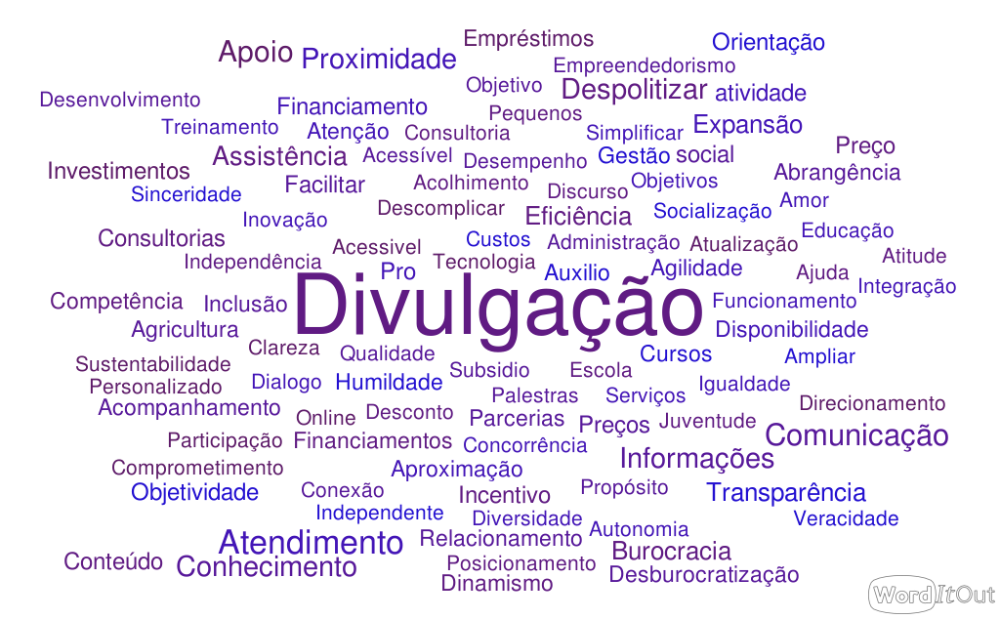 Apoio Proximidade Empréstimos Orientação
Empreendedorismo
Desenvolvimento Financiamento Objetivo Despolitizar atividade
Treinamento Atenção Consultoria Pequenos Simplificar Expansão
Investimentos Assistência Acessível Desempenho Gestão social Preço
Sinceridade Facilitar Acolhimento Discurso Objetivos Abrangência
Inovação Descomplicar Eficiência Socialização Amor
Consultorias Acessivel Custos Administração Atualização Educação
Independência Pro Tecnologia Auxilio Agilidade Ajuda Atitude
Competência Inclusão Divulgação Funcionamento Integração
Agricultura Disponibilidade
Clareza Qualidade Cursos Ampliar
Sustentabilidade Subsidio Escola
Personalizado Dialogo Humildade Igualdade
Acompanhamento Palestras Serviços Direcionamento
Online Desconto Parcerias Preços Juventude Comunicação
Participação Financiamentos Concorrência Informações
Comprometimento Aproximação
Objetividade Conexão Incentivo Propósito Transparência
Independente Diversidade Veracidade
Atendimento Relacionamento Autonomia
Conteúdo Conhecimento Posicionamento Burocracia
Dinamismo Desburocratização
WordItOut